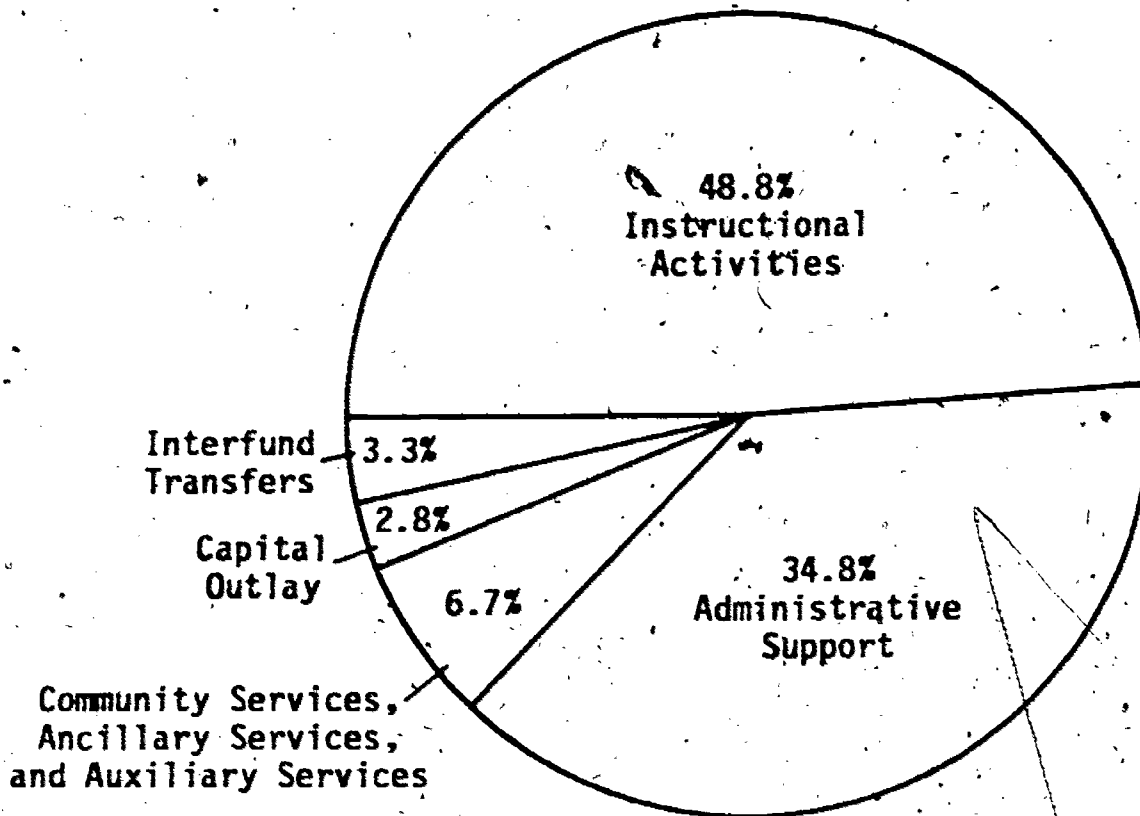 48.8%
Instructional
Activities
Interfund
Transfers
3.3%
2.8%
Capital
Outlay
6.7%
34.8%
Administrative
Support
Community Services,
Ancillary Services,
and Auxiliary Services